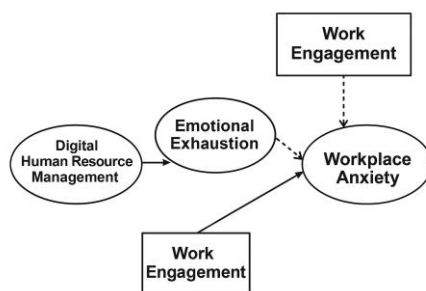 Work
Engagement
Emotional
Exhaustion
Digital
Human Resource
Management
Workplace
Anxiety
Work
Engagement